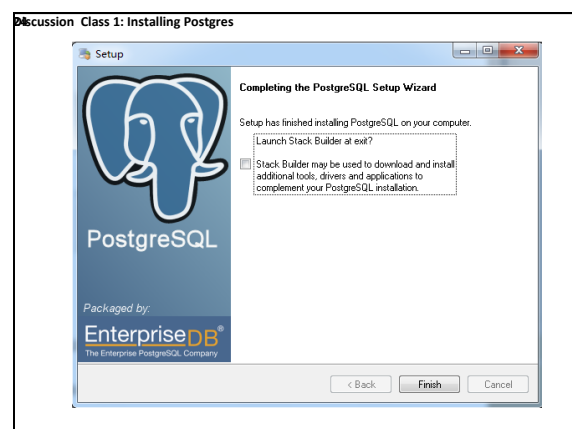 Discussion Class 1: Installing Postgres
Setup
Completing the PostgreSQL Setup Wizard
Setup has finished installing PostgreSQL on your computer.
Launch Stack Builder at exit?
Stack Builder may be used to download and install
additional tools, drivers and applications to
complement your PostgreSQL installation.
PostgreSQL
Packaged by:
EnterpriseDB®
The Enterprise PostgreSQL Company
< Back
Finish
Cancel